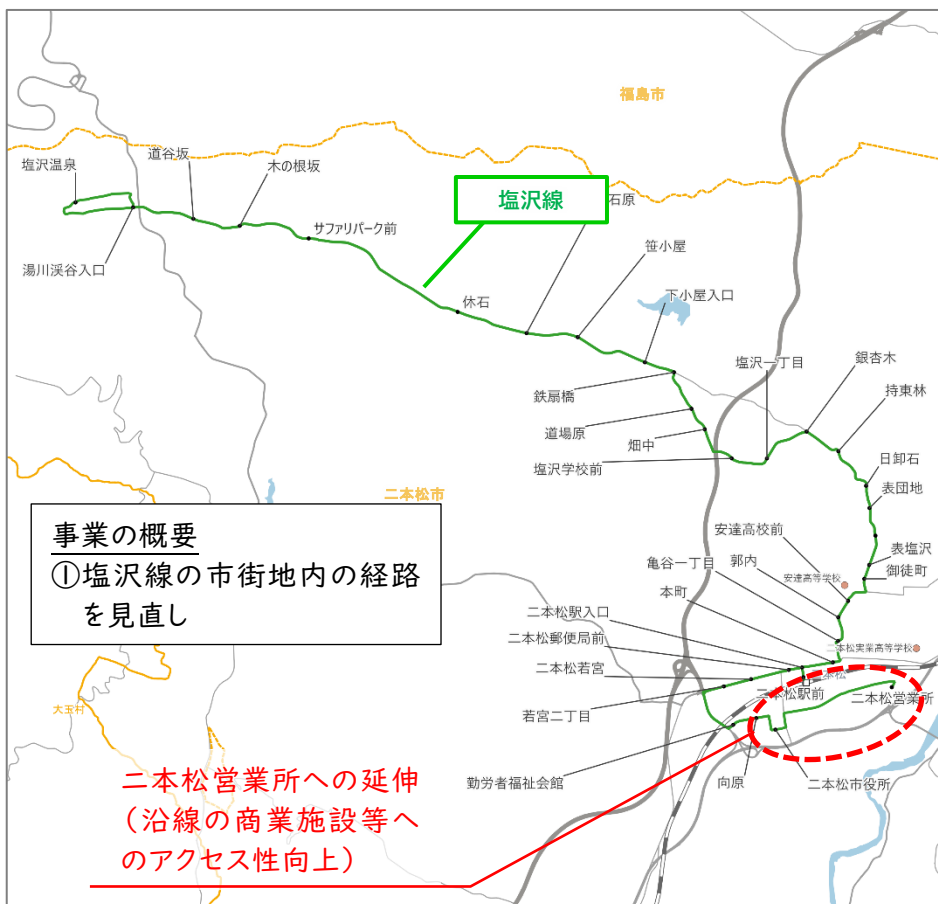 福島市
塩沢温泉
道谷坂
木の根坂
塩沢線
石原
サファリパーク前
笹小屋
湯川渓谷入口
休石
下小屋入口
塩沢一丁目
銀杏木
鉄扇橋
持東林
道場原
畑中
塩沢学校前
日卸石
二本松市
表団地
事業の概要
①塩沢線の市街地内の経路
を見直し
安達高校前
表塩沢
亀谷一丁目
郭内
安達高等学校
御徒町
本町
二本松駅入口
二本松実業高等学校
二本松郵便局前
二本松若宮
二本松駅前
二本松営業所
大玉村
若宮二丁目
勤労者福祉会館
向原
二本松市役所
二本松営業所への延伸
（沿線の商業施設等へ
のアクセス性向上）